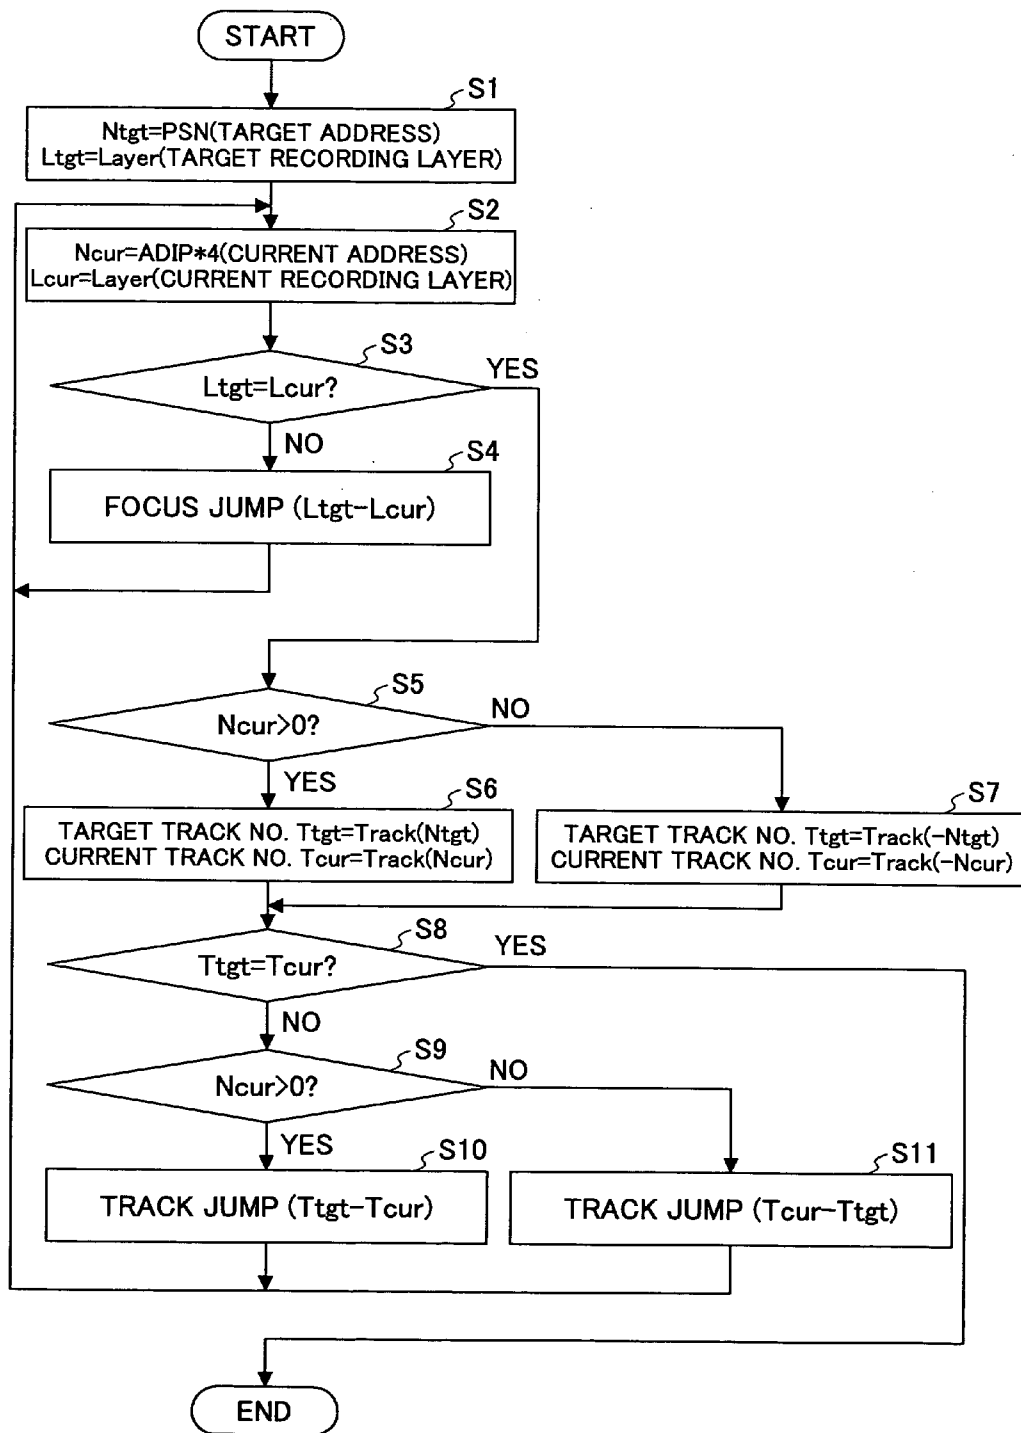 START
S1
Ntgt=PSN(TARGET ADDRESS)
Ltgt=Layer(TARGET RECORDING LAYER)
S2
Ncur=ADIP*4(CURRENT ADDRESS)
Lcur=Layer(CURRENT RECORDING LAYER)
S3
YES
Ltgt=Lcur?
NO
S4
FOCUS JUMP (Ltgt-Lcur)
S5
NO
Ncur>0?
YES
S6
TARGET TRACK NO. Ttgt=Track(Ntgt)
CURRENT TRACK NO. Tcur=Track(Ncur)
S7
TARGET TRACK NO. Ttgt=Track(-Ntgt)
CURRENT TRACK NO. Tcur=Track(-Ncur)
S8
YES
Ttgt=Tcur?
NO
S9
NO
Ncur>0?
YES
S10
TRACK JUMP (Ttgt-Tcur)
S11
TRACK JUMP (Tcur-Ttgt)
END